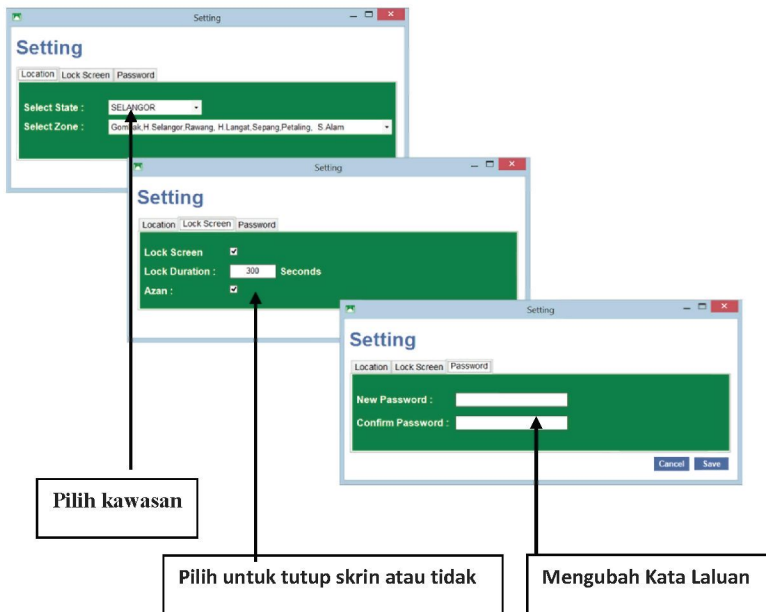 Setting
Setting
Location Lock Screen Password
Select State : SELANGOR
Select Zone : Gombak,H.Selangor,Rawang, H.Langat,Sepang,Petaling, S.Alam
Setting
Setting
Location Lock Screen Password
Lock Screen
Lock Duration : 300 Seconds
Azan :
Setting
Setting
Location Lock Screen Password
New Password :
Confirm Password :
Cancel Save
Pilih kawasan
Pilih untuk tutup skrin atau tidak
Mengubah Kata Laluan